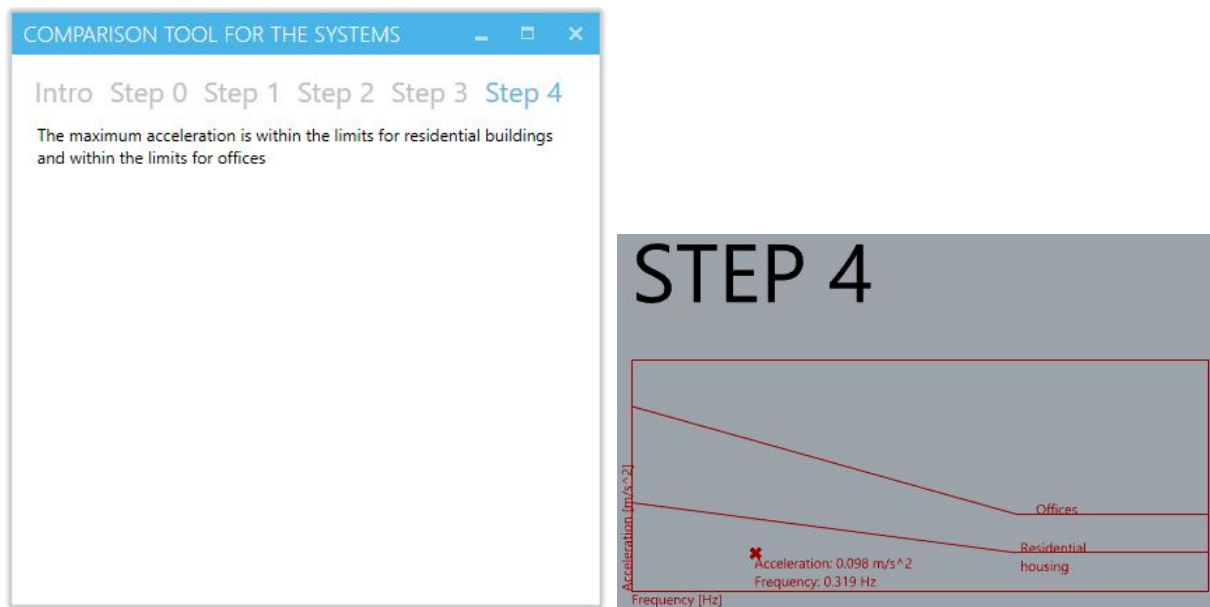 COMPARISON TOOL FOR THE SYSTEMS
Intro Step 0 Step 1 Step 2 Step 3 Step 4
The maximum acceleration is within the limits for residential buildings
and within the limits for offices
STEP 4
Acceleration [m/s^2]
Offices
Residential
housing
Acceleration: 0.098 m/s^2
Frequency: 0.319 Hz
Frequency [Hz]